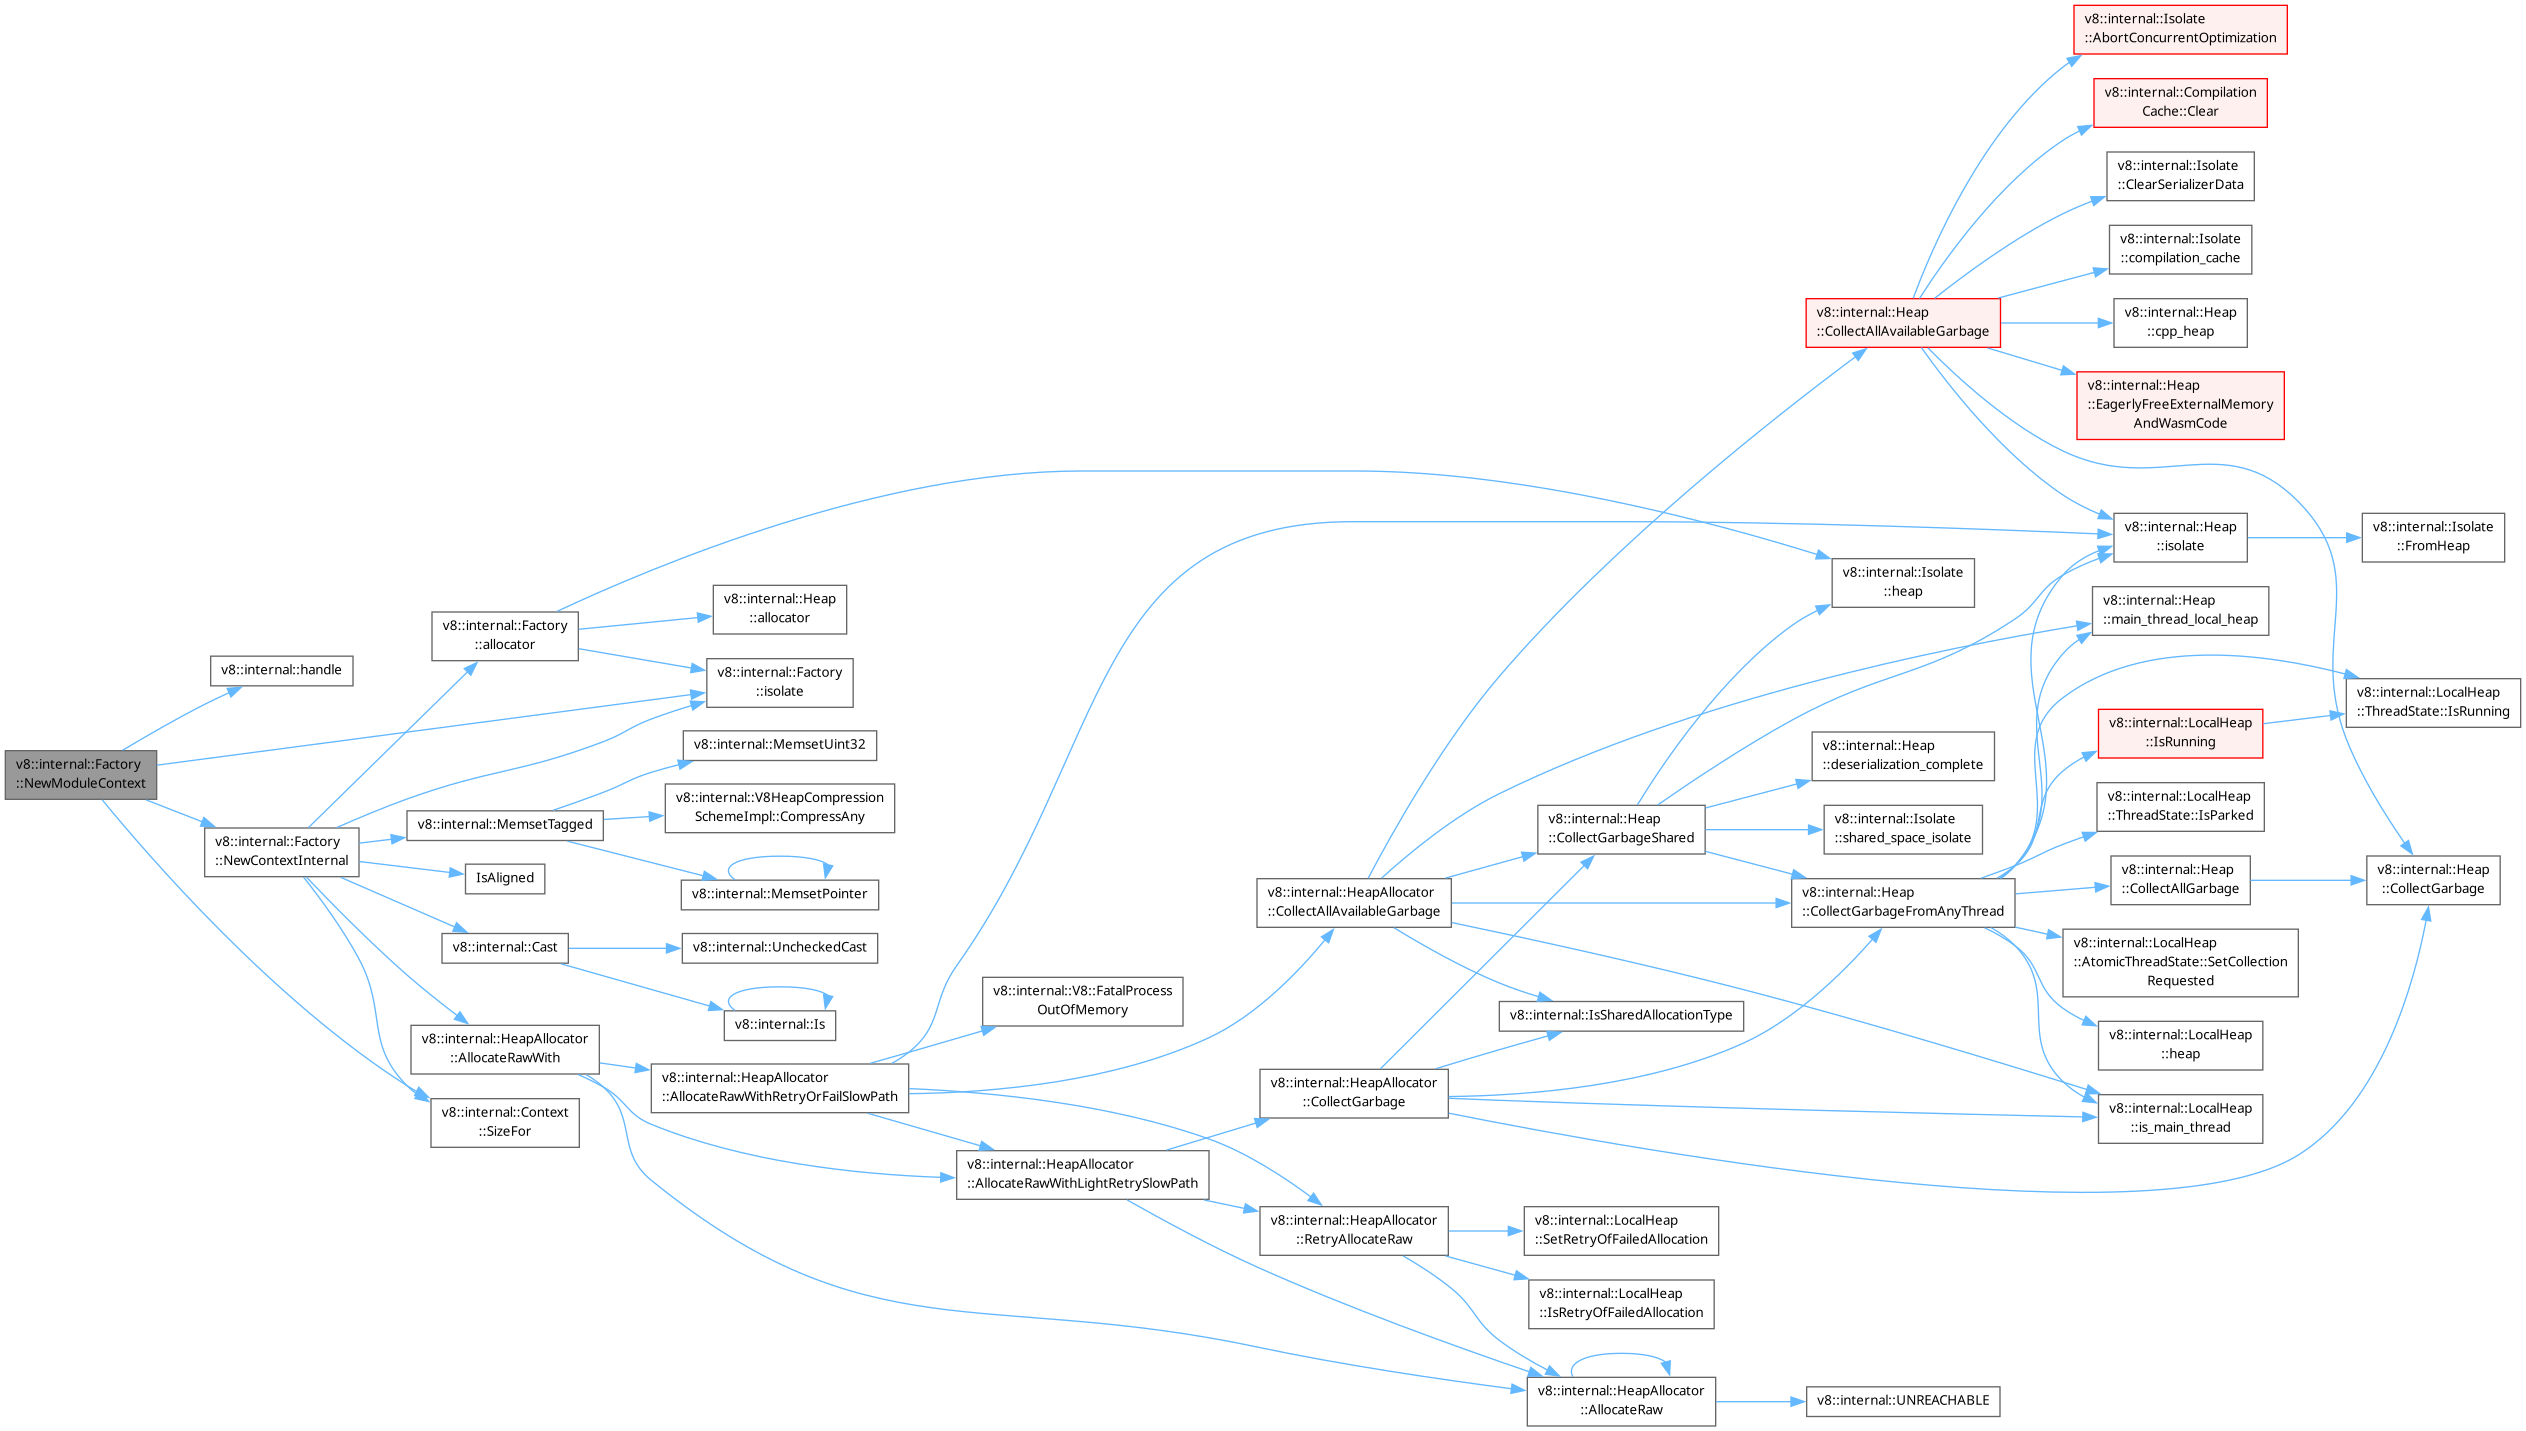 v8::internal::Isolate
::AbortConcurrentOptimization
v8::internal::Compilation
Cache::Clear
v8::internal::Isolate
::ClearSerializerData
v8::internal::Isolate
::compilation_cache
v8::internal::Heap
::CollectAllAvailableGarbage
v8::internal::Heap
::cpp_heap
v8::internal::Heap
::EagerlyFreeExternalMemory
AndWasmCode
v8::internal::Heap
::isolate
v8::internal::Isolate
::FromHeap
v8::internal::Isolate
::heap
v8::internal::Heap
::allocator
v8::internal::Heap
::main_thread_local_heap
v8::internal::Factory
::allocator
v8::internal::handle
v8::internal::Factory
::isolate
v8::internal::LocalHeap
::ThreadState::IsRunning
v8::internal::LocalHeap
::IsRunning
v8::internal::MemsetUint32
v8::internal::Heap
::deserialization_complete
v8::internal::Factory
::NewModuleContext
v8::internal::V8HeapCompression
SchemeImpl::CompressAny
v8::internal::LocalHeap
::ThreadState::IsParked
v8::internal::MemsetTagged
v8::internal::Heap
::CollectGarbageShared
v8::internal::Isolate
::shared_space_isolate
v8::internal::Factory
::NewContextInternal
IsAligned
v8::internal::MemsetPointer
v8::internal::HeapAllocator
::CollectAllAvailableGarbage
v8::internal::Heap
::CollectGarbageFromAnyThread
v8::internal::Heap
::CollectAllGarbage
v8::internal::Heap
::CollectGarbage
v8::internal::Cast
v8::internal::UncheckedCast
v8::internal::LocalHeap
::AtomicThreadState::SetCollection
Requested
v8::internal::V8::FatalProcess
OutOfMemory
v8::internal::IsSharedAllocationType
v8::internal::Is
v8::internal::HeapAllocator
::AllocateRawWith
v8::internal::LocalHeap
::heap
v8::internal::HeapAllocator
::AllocateRawWithRetryOrFailSlowPath
v8::internal::HeapAllocator
::CollectGarbage
v8::internal::Context
::SizeFor
v8::internal::LocalHeap
::is_main_thread
v8::internal::HeapAllocator
::AllocateRawWithLightRetrySlowPath
v8::internal::HeapAllocator
::RetryAllocateRaw
v8::internal::LocalHeap
::SetRetryOfFailedAllocation
v8::internal::LocalHeap
::IsRetryOfFailedAllocation
v8::internal::HeapAllocator
::AllocateRaw
v8::internal::UNREACHABLE